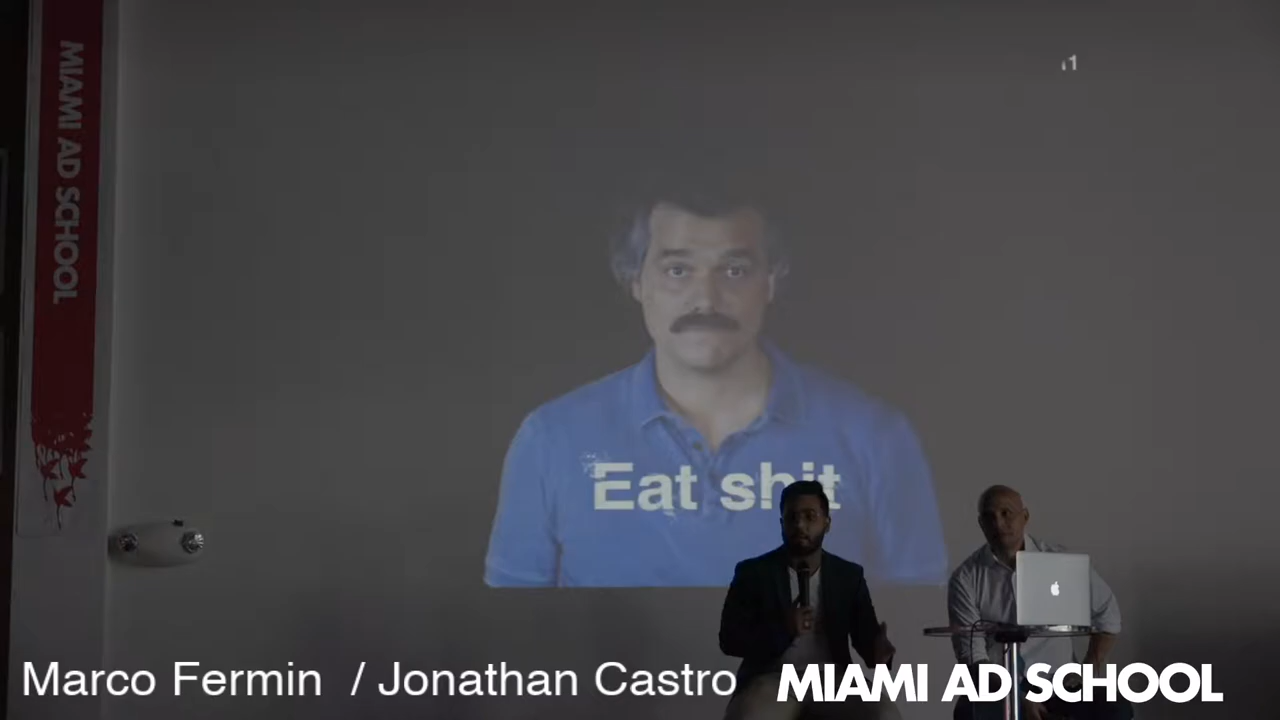 MIAMI AD SCHOOL
Eat shit
Marco Fermin / Jonathan Castro
MIAMI AD SCHOOL